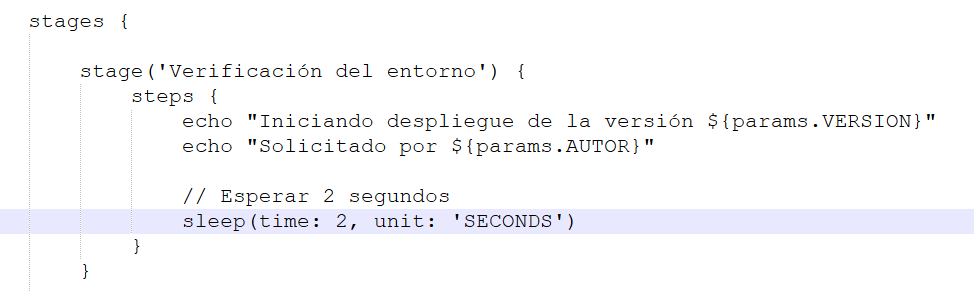 stages {
stage('Verificación del entorno') {
steps {
echo "Iniciando despliegue de la versión ${params.VERSION}"
echo "Solicitado por ${params.AUTOR}"
// Esperar 2 segundos
sleep(time: 2, unit: 'SECONDS')
}
}